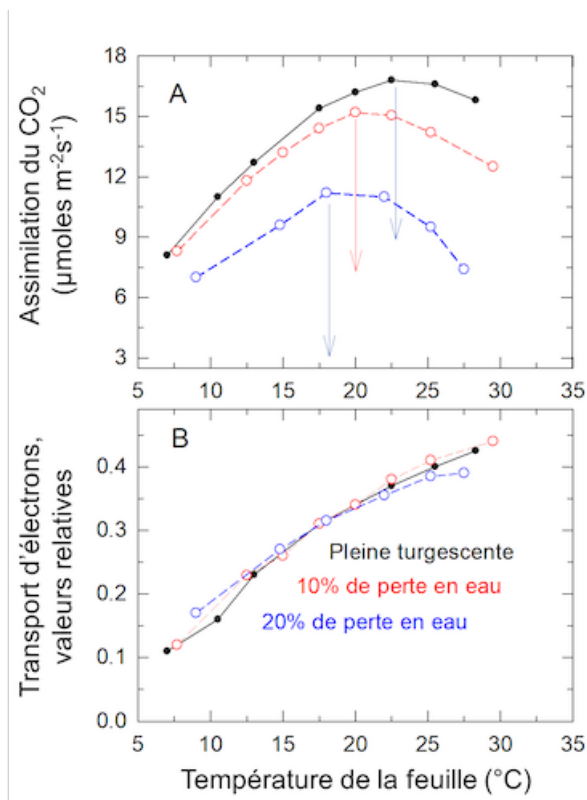 18
15
12
9
6
3
A
Assimilation du CO2
(µmoles m-2s-1)
5 10 15 20 25 30 35
B
0.4
0.3
0.2
0.1
0.0
Transport d'électrons,
valeurs relatives
Pleine turgescente
10% de perte en eau
20% de perte en eau
5 10 15 20 25 30 35
Température de la feuille (°C)